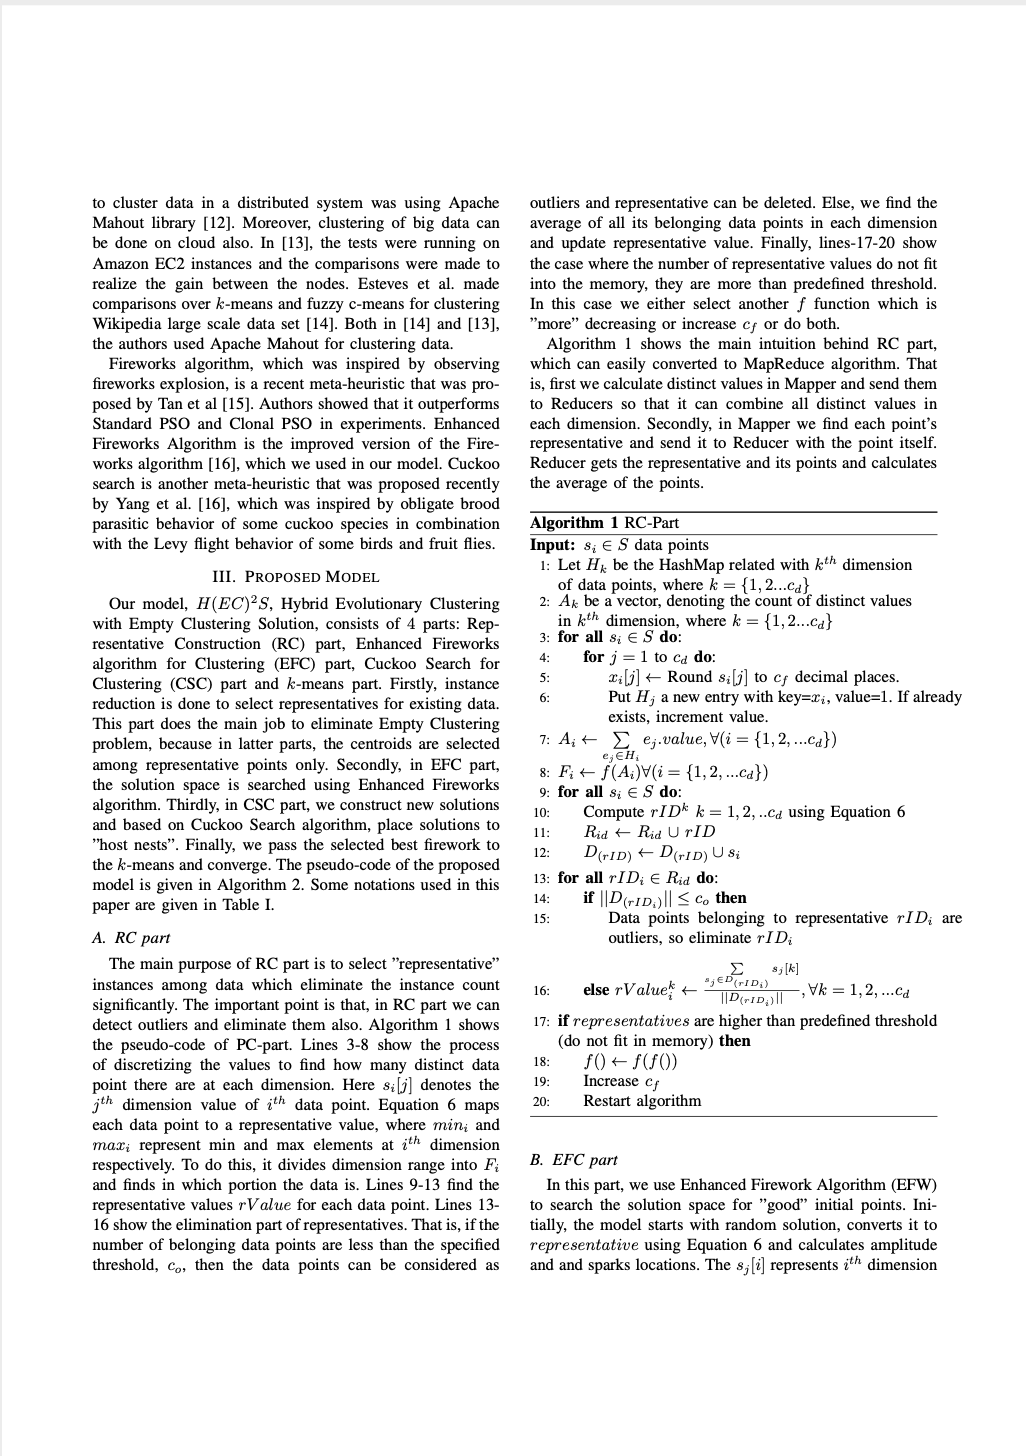 to cluster data in a distributed system was using Apache
Mahout library [12]. Moreover, clustering of big data can
be done on cloud also. In [13], the tests were running on
Amazon EC2 instances and the comparisons were made to
realize the gain between the nodes. Esteves et al. made
comparisons over k-means and fuzzy c-means for clustering
Wikipedia large scale data set [14]. Both in [14] and [13],
the authors used Apache Mahout for clustering data.
Fireworks algorithm, which was inspired by observing
fireworks explosion, is a recent meta-heuristic that was pro-
posed by Tan et al [15]. Authors showed that it outperforms
Standard PSO and Clonal PSO in experiments. Enhanced
Fireworks Algorithm is the improved version of the Fire-
works algorithm [16], which we used in our model. Cuckoo
search is another meta-heuristic that was proposed recently
by Yang et al. [16], which was inspired by obligate brood
parasitic behavior of some cuckoo species in combination
with the Levy flight behavior of some birds and fruit flies.
III. PROPOSED MODEL
Our model, H(EC)²S, Hybrid Evolutionary Clustering
with Empty Clustering Solution, consists of 4 parts: Rep-
resentative Construction (RC) part, Enhanced Fireworks
algorithm for Clustering (EFC) part, Cuckoo Search for
Clustering (CSC) part and k-means part. Firstly, instance
reduction is done to select representatives for existing data.
This part does the main job to eliminate Empty Clustering
problem, because in latter parts, the centroids are selected
among representative points only. Secondly, in EFC part,
the solution space is searched using Enhanced Fireworks
algorithm. Thirdly, in CSC part, we construct new solutions
and based on Cuckoo Search algorithm, place solutions to
”host nests”. Finally, we pass the selected best firework to
the k-means and converge. The pseudo-code of the proposed
model is given in Algorithm 2. Some notations used in this
paper are given in Table I.
A. RC part
The main purpose of RC part is to select ”representative”
instances among data which eliminate the instance count
significantly. The important point is that, in RC part we can
detect outliers and eliminate them also. Algorithm 1 shows
the pseudo-code of PC-part. Lines 3-8 show the process
of discretizing the values to find how many distinct data
point there are at each dimension. Here s_i[j] denotes the
j^th dimension value of i^th data point. Equation 6 maps
each data point to a representative value, where min_i and
max_i represent min and max elements at i^th dimension
respectively. To do this, it divides dimension range into F_i
and finds in which portion the data is. Lines 9-13 find the
representative values rValue for each data point. Lines 13-
16 show the elimination part of representatives. That is, if the
number of belonging data points are less than the specified
threshold, c_o, then the data points can be considered as
outliers and representative can be deleted. Else, we find the
average of all its belonging data points in each dimension
and update representative value. Finally, lines-17-20 show
the case where the number of representative values do not fit
into the memory, they are more than predefined threshold.
In this case we either select another f function which is
”more” decreasing or increase c_f or do both.
Algorithm 1 shows the main intuition behind RC part,
which can easily converted to MapReduce algorithm. That
is, first we calculate distinct values in Mapper and send them
to Reducers so that it can combine all distinct values in
each dimension. Secondly, in Mapper we find each point's
representative and send it to Reducer with the point itself.
Reducer gets the representative and its points and calculates
the average of the points.
Algorithm 1 RC-Part
Input: s_i ∈ S data points
1: Let H_k be the HashMap related with k^th dimension
of data points, where k = {1, 2...c_d}
2: A_k be a vector, denoting the count of distinct values
in k^th dimension, where k = {1, 2...c_d}
3: for all s_i ∈ S do:
4: for j = 1 to c_d do:
5: x_i[j] ← Round s_i[j] to c_f decimal places.
6: Put H_j a new entry with key=x_i, value=1. If already
exists, increment value.
7: A_i ← ∑_{e_j∈H_i} e_j.value, ∀(i = {1, 2, ...c_d})
8: F_i ← f(A_i)∀(i = {1, 2, ...c_d})
9: for all s_i ∈ S do:
10: Compute rID^k k = 1, 2, ..c_d using Equation 6
11: R_id ← R_id ∪ rID
12: D_(rID) ← D_(rID) ∪ s_i
13: for all rID_i ∈ R_id do:
14: if ||D_(rID_i)|| ≤ c_o then
15: Data points belonging to representative rID_i are
outliers, so eliminate rID_i
16: else rValue_i^k ← (∑_{s_j∈D_(rID_i)} s_j[k]) / ||D_(rID_i)||, ∀k = 1, 2, ...c_d
17: if representatives are higher than predefined threshold
(do not fit in memory) then
18: f() ← f(f())
19: Increase c_f
20: Restart algorithm
B. EFC part
In this part, we use Enhanced Firework Algorithm (EFW)
to search the solution space for ”good” initial points. Ini-
tially, the model starts with random solution, converts it to
representative using Equation 6 and calculates amplitude
and and sparks locations. The s_j[i] represents i^th dimension